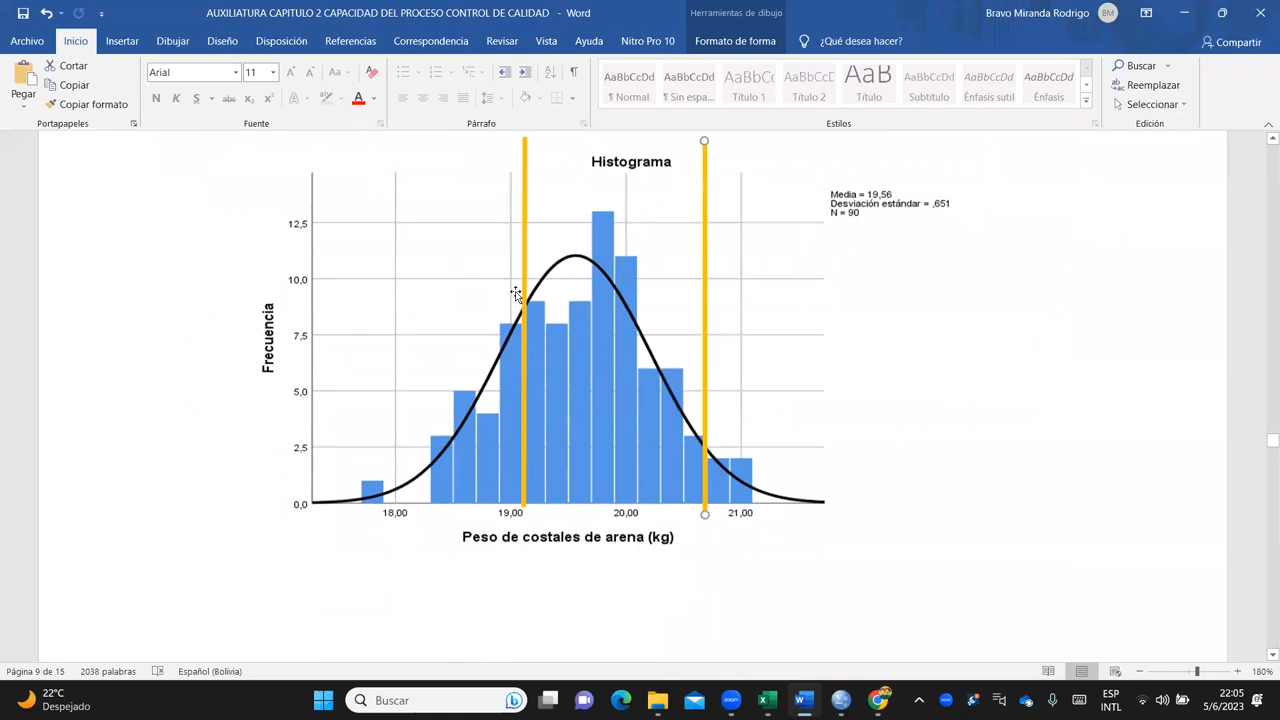 AUXILIATURA CAPITULO 2 CAPACIDAD DEL PROCESO CONTROL DE CALIDAD - Word
Herramientas de dibujo
Bravo Miranda Rodrigo
BM
Archivo Inicio Insertar Dibujar Diseño Disposición Referencias Correspondencia Revisar Vista Ayuda Nitro Pro 10 Formato de forma ¿Qué desea hacer? Compartir
Pegar
Cortar
Copiar
Copiar formato
Arial 11
Aa
N K S abc x₂ x² A A
AaBbCcDd AaBbCcDd AaBbCc AaBbCcD AaB AaBbCcD AaBbCcDd AaBbCcDd
¶ Normal ¶ Sin espa... Título 1 Título 2 Título Subtítulo Énfasis sutil Énfasis
Buscar
Reemplazar
Seleccionar
Portapapeles Fuente Párrafo Estilos Edición
Histograma
Media = 19,56
Desviación estándar = ,651
N = 90
12,5
10,0
7,5
5,0
2,5
0,0
Frecuencia
18,00 19,00 20,00 21,00
Peso de costales de arena (kg)
Página 9 de 15 2038 palabras Español (Bolivia) 180%
22°C
Despejado
Buscar
ESP
INTL
22:05
5/6/2023